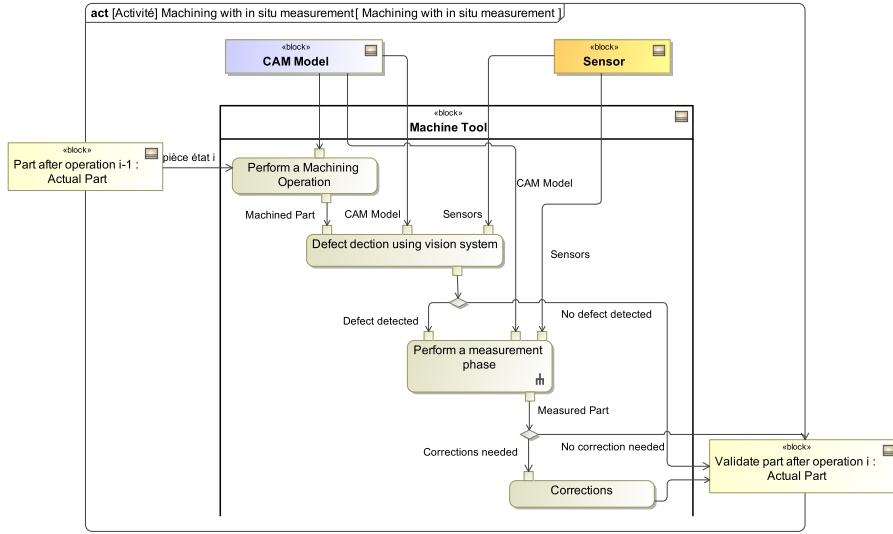 act [Activité] Machining with in situ measurement[ Machining with in situ measurement ]
«block»
CAM Model
«block»
Sensor
«block»
Machine Tool
«block»
Part after operation i-1 :
Actual Part
pièce état i
Perform a Machining
Operation
CAM Model
Machined Part
CAM Model
Sensors
Defect dection using vision system
Sensors
Defect detected
No defect detected
Perform a measurement
phase
Measured Part
Corrections needed
No correction needed
«block»
Validate part after operation i :
Actual Part
Corrections